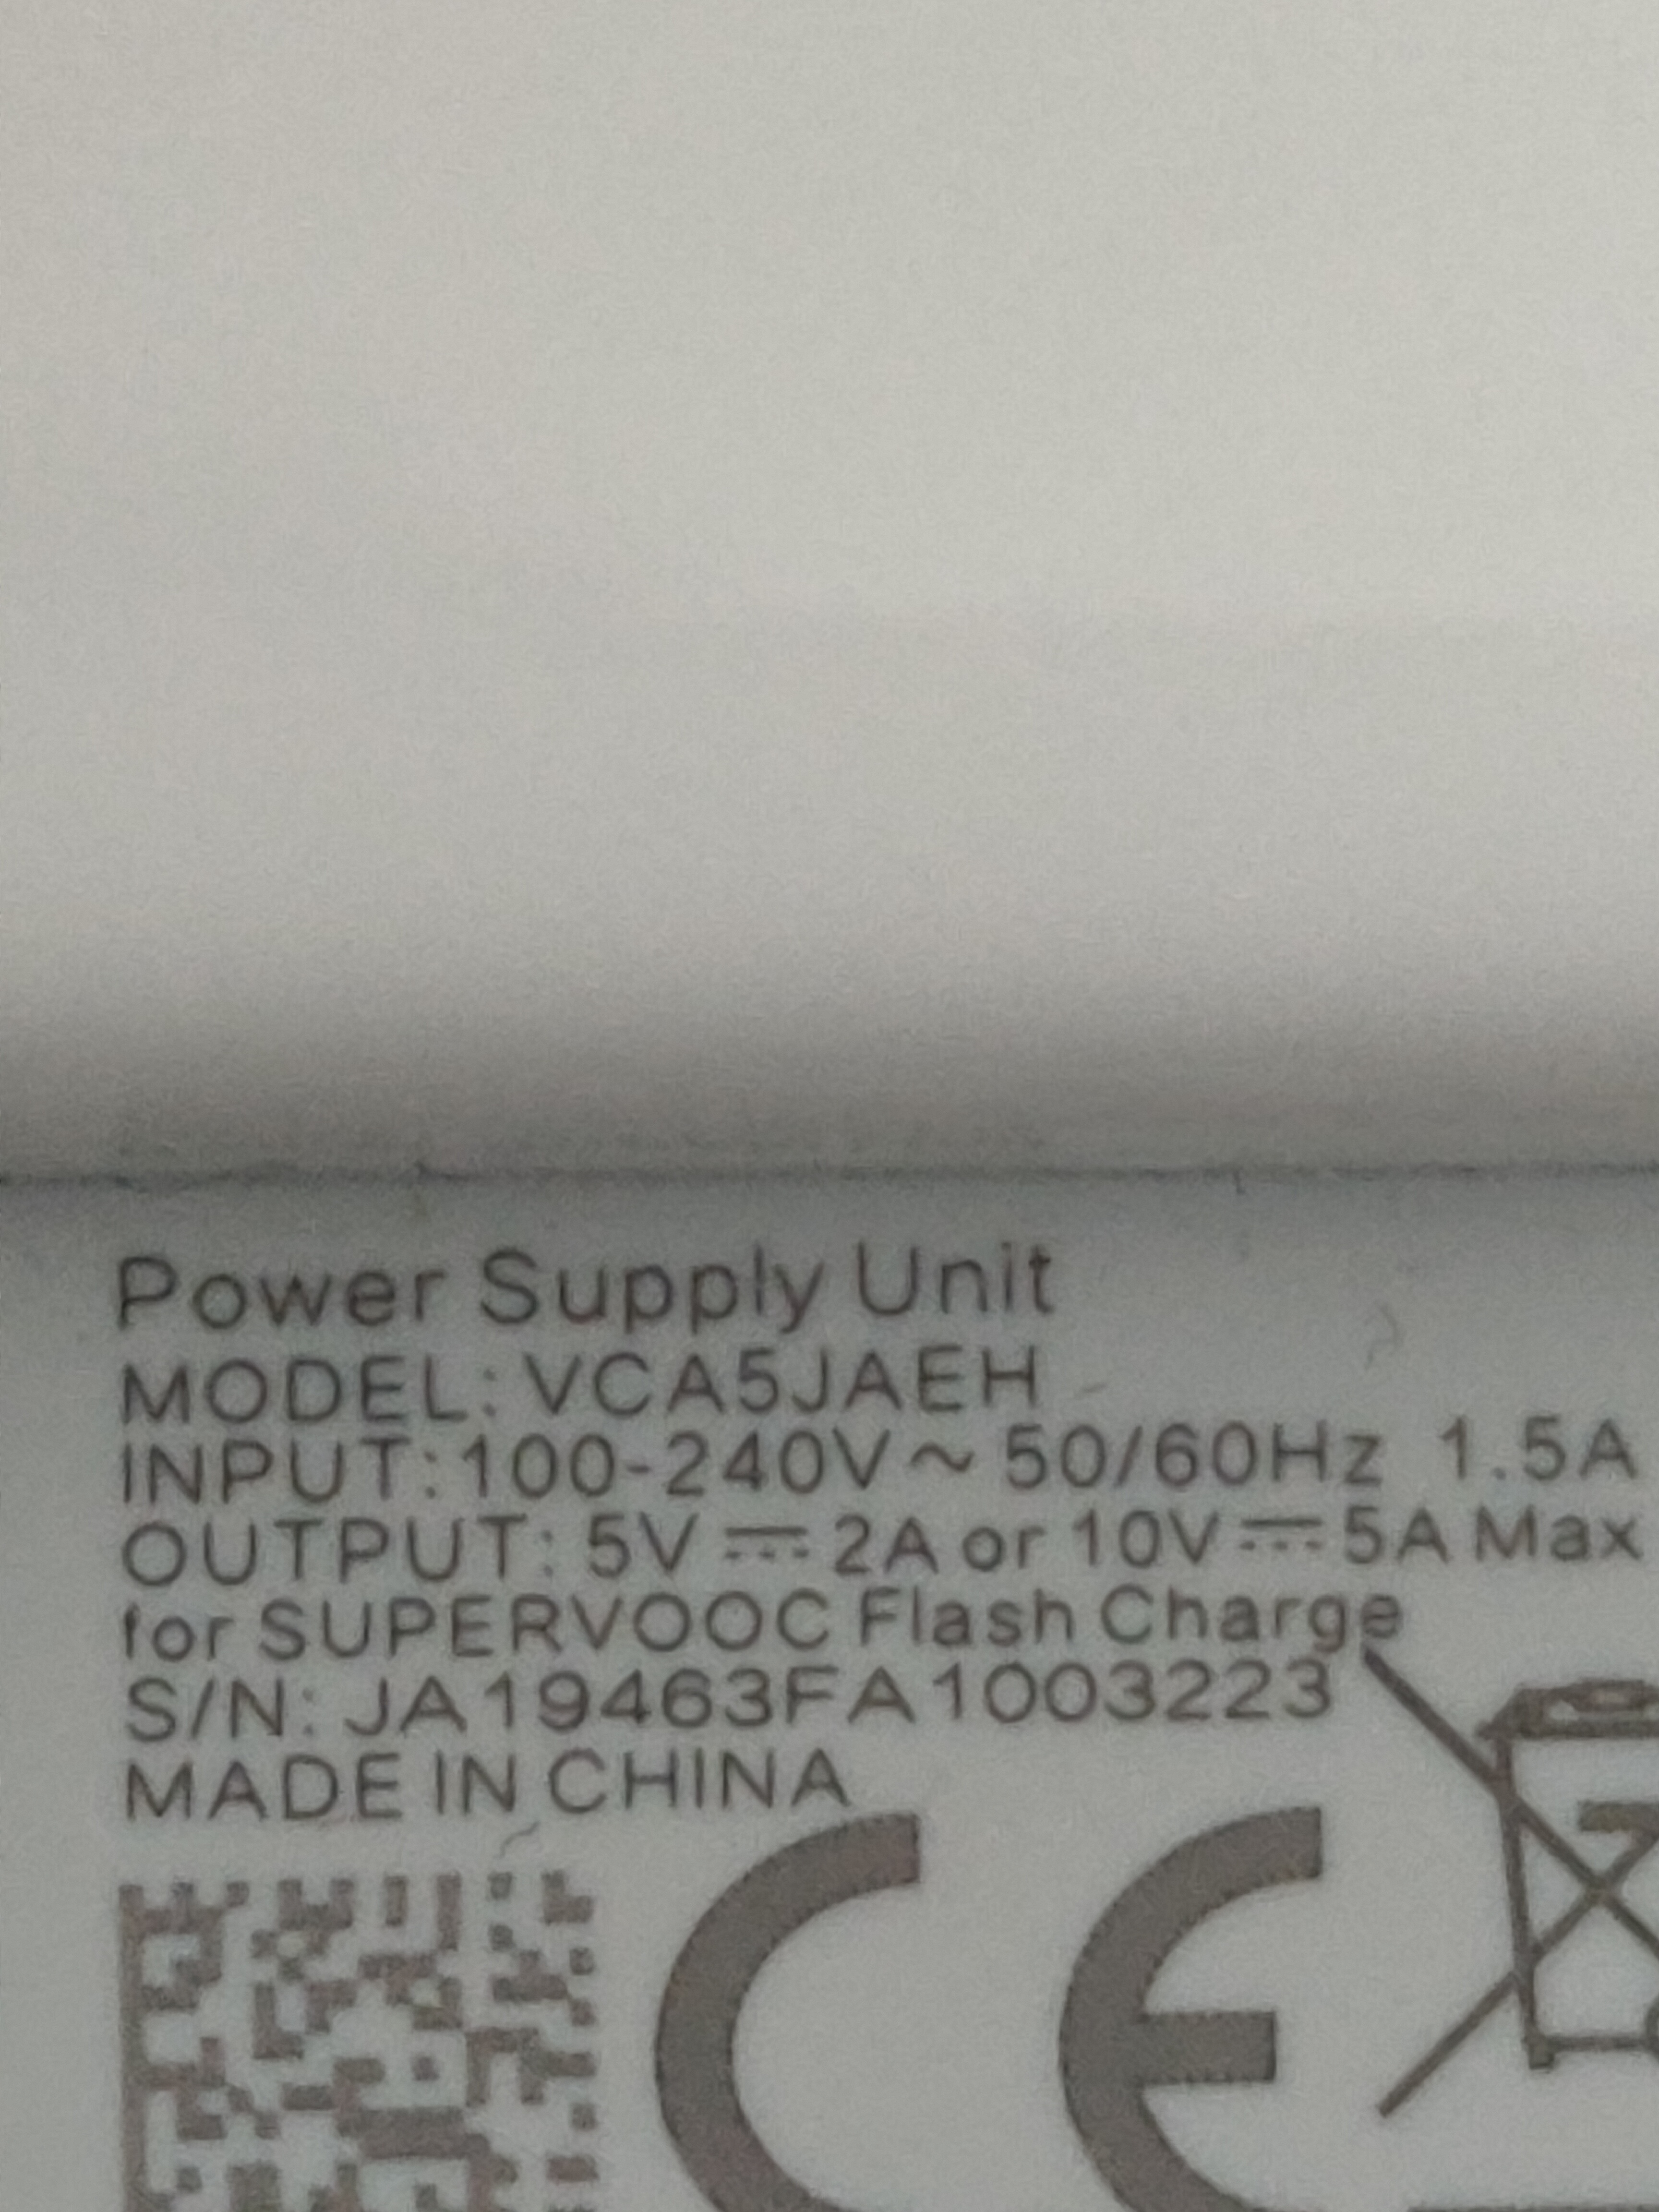 Power Supply Unit
MODEL: VCA5JAEH
INPUT: 100-240V~ 50/60Hz 1.5A
OUTPUT: 5V⎓2A or 10V⎓5A Max
for SUPERVOOC Flash Charge
S/N: JA19463FA1003223
MADE IN CHINA
CE